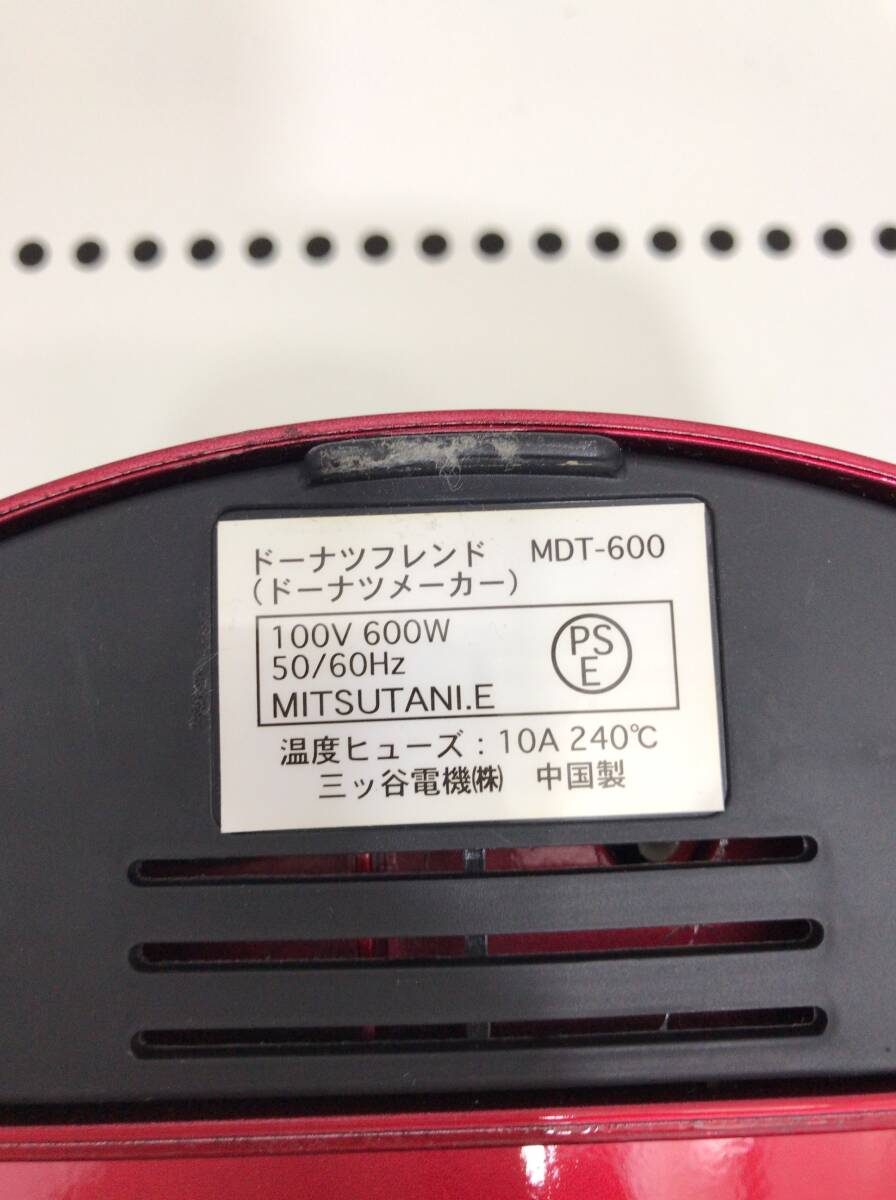 ドーナツフレンド MDT-600
（ドーナツメーカー）
100V 600W
50/60Hz
MITSUTANI.E
PS
E
温度ヒューズ：10A 240℃
三ッ谷電機㈱ 中国製